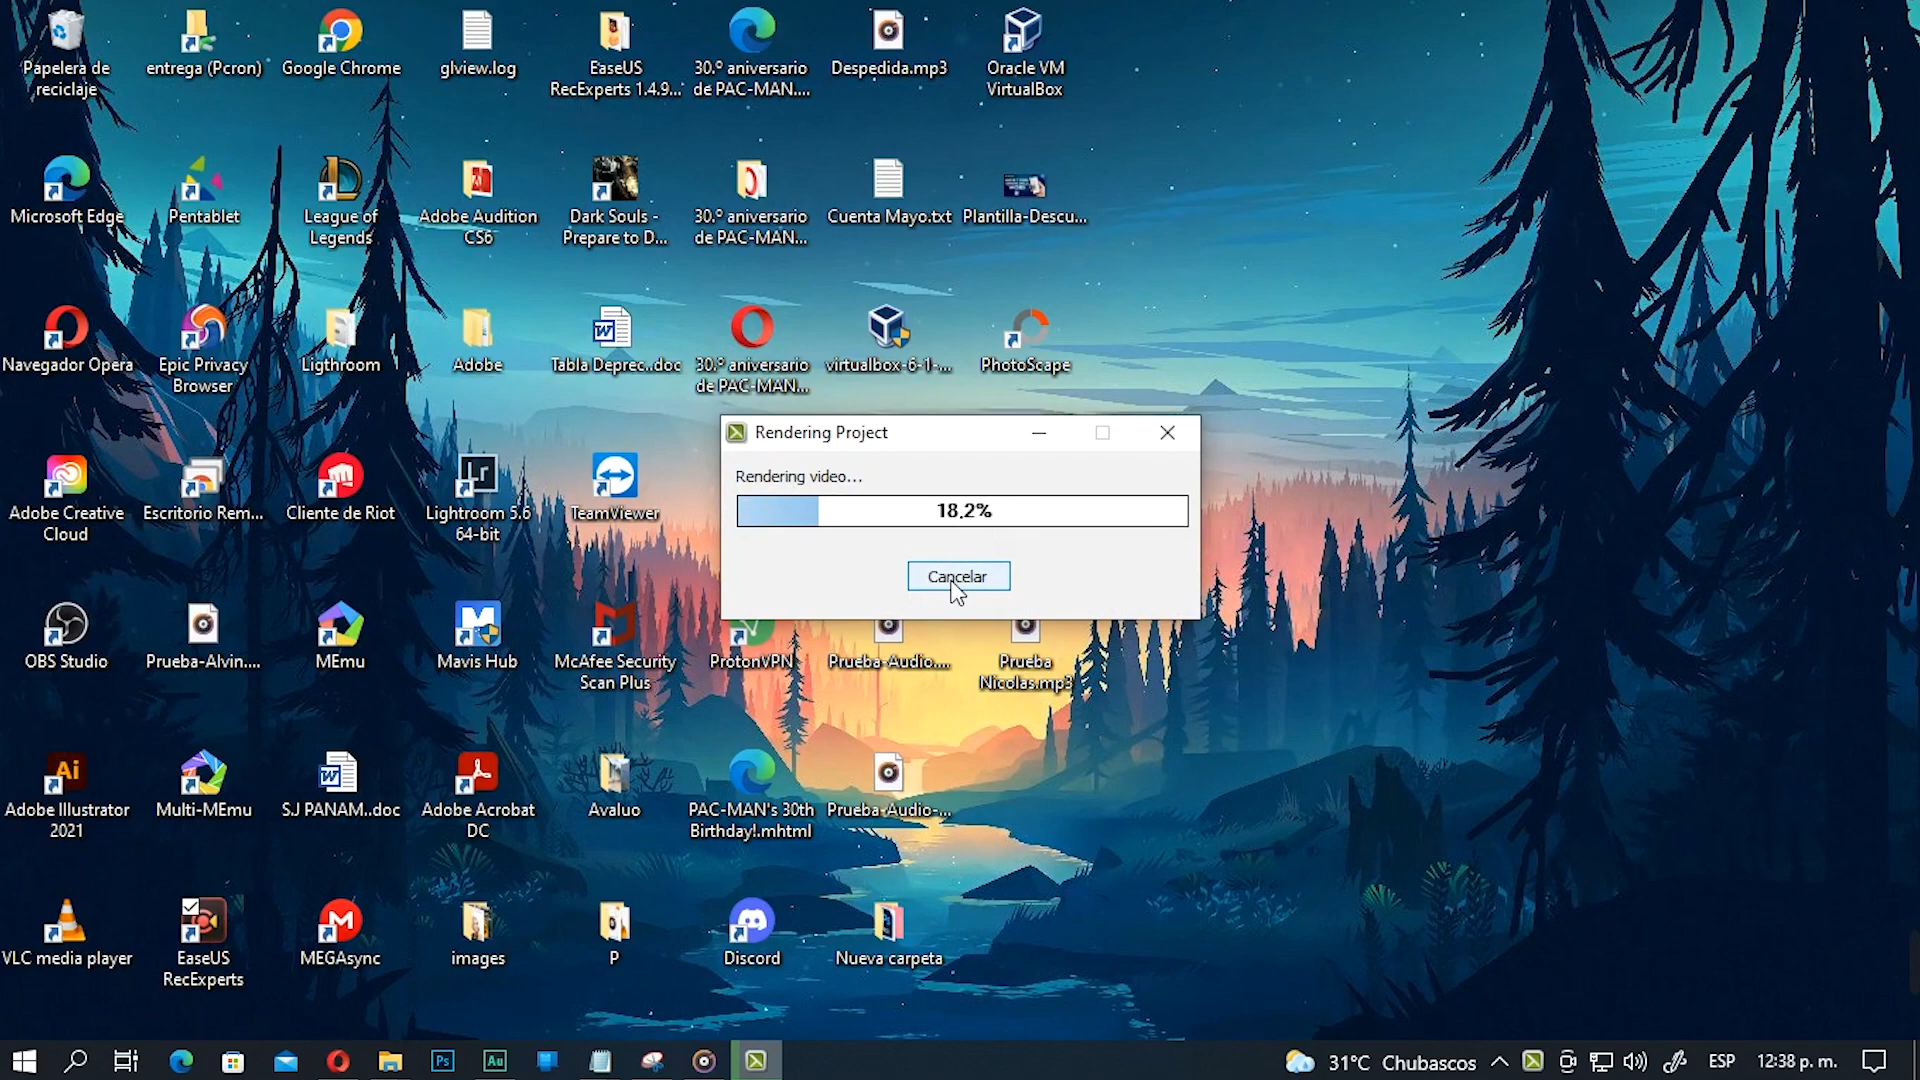 Papelera de
reciclaje
entrega (Pcron)
Google Chrome
glview.log
EaseUS
RecExperts 1.4.9...
30.º aniversario
de PAC-MAN....
Despedida.mp3
Oracle VM
VirtualBox
Microsoft Edge
Pentablet
League of
Legends
Adobe Audition
CS6
Dark Souls -
Prepare to D...
30.º aniversario
de PAC-MAN...
Cuenta Mayo.txt
Plantilla-Descu...
Navegador Opera
Epic Privacy
Browser
Ligthroom
Adobe
Tabla Deprec..doc
30.º aniversario
de PAC-MAN...
virtualbox-6-1-...
PhotoScape
Rendering Project
Rendering video...
18,2%
Cancelar
Adobe Creative
Cloud
Escritorio Rem...
Cliente de Riot
Lightroom 5.6
64-bit
TeamViewer
OBS Studio
Prueba-Alvin....
MEmu
Mavis Hub
McAfee Security
Scan Plus
ProtonVPN
Prueba-Audio....
Prueba
Nicolas.mp3
Adobe Illustrator
2021
Multi-MEmu
S.J PANAM..doc
Adobe Acrobat
DC
Avaluo
PAC-MAN's 30th
Birthday!.mhtml
Prueba-Audio-...
VLC media player
EaseUS
RecExperts
MEGAsync
images
P
Discord
Nueva carpeta
Ps
Au
31°C Chubascos
ESP
12:38 p. m.